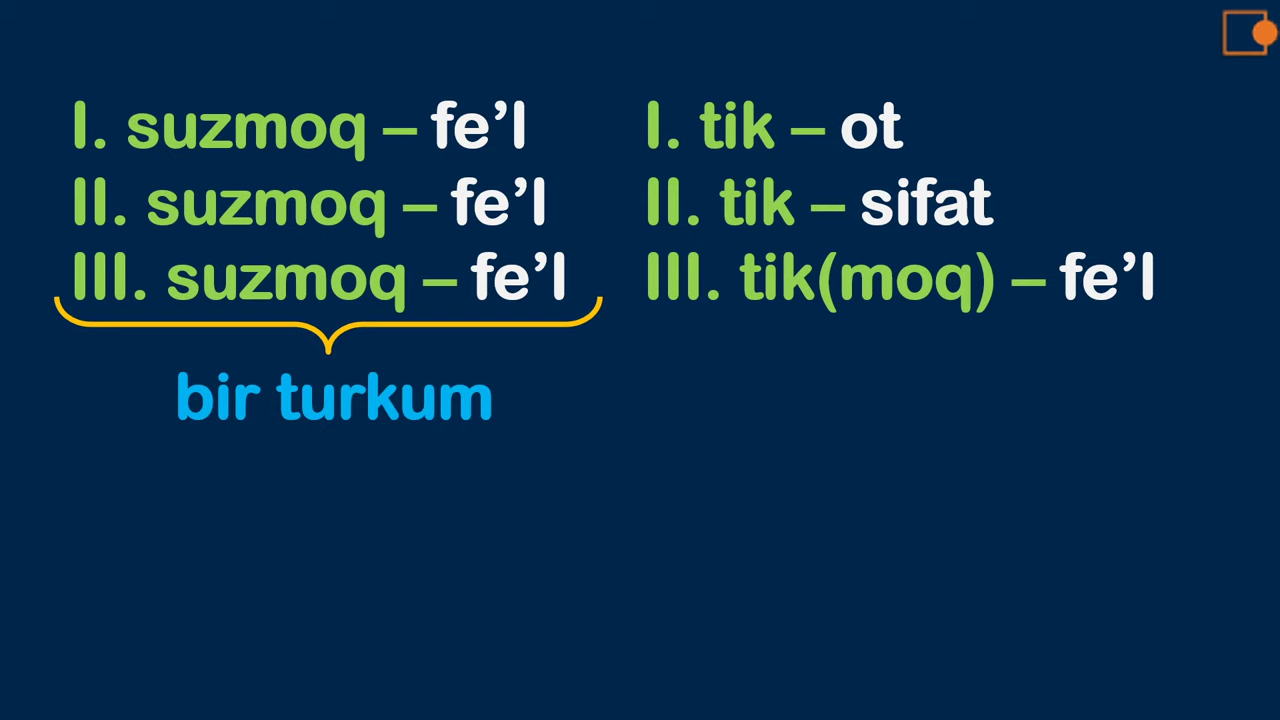 I. suzmoq – fe’l
II. suzmoq – fe’l
III. suzmoq – fe’l
bir turkum
I. tik – ot
II. tik – sifat
III. tik(moq) – fe’l